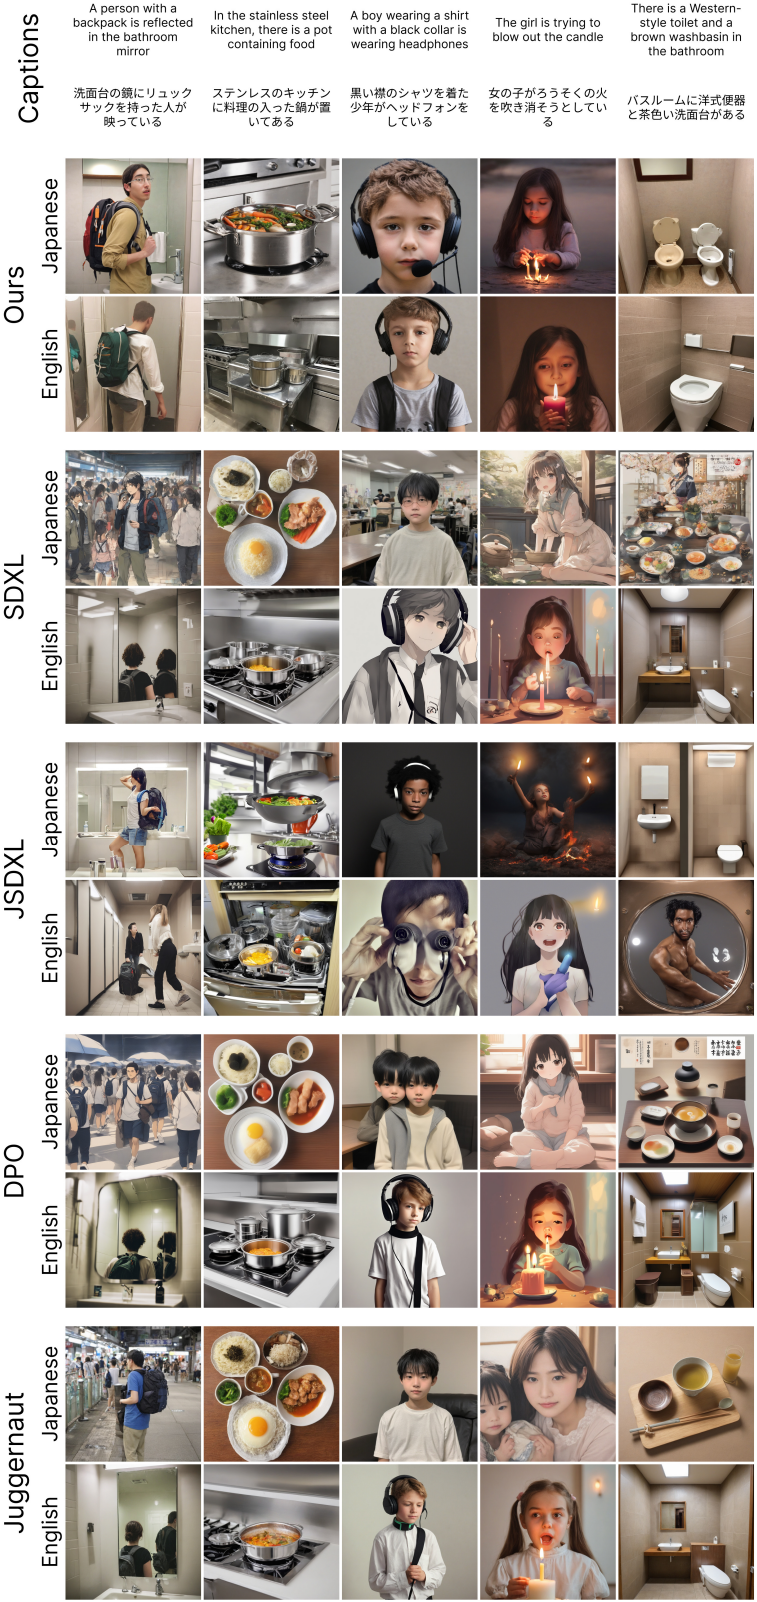 Captions
A person with a
backpack is reflected
in the bathroom
mirror
In the stainless steel
kitchen, there is a pot
containing food
A boy wearing a shirt
with a black collar is
wearing headphones
The girl is trying to
blow out the candle
There is a Western-
style toilet and a
brown washbasin in
the bathroom
洗面台の鏡にリュック
サックを持った人が
映っている
ステンレスのキッチン
に料理の入った鍋が置
いてある
黒い襟のシャツを着た
少年がヘッドフォンを
している
女の子がろうそくの火
を吹き消そうとしてい
る
バスルームに洋式便器
と茶色い洗面台がある
Ours
Japanese
English
SDXL
Japanese
English
JSDXL
Japanese
English
DPO
Japanese
English
Juggernaut
Japanese
English